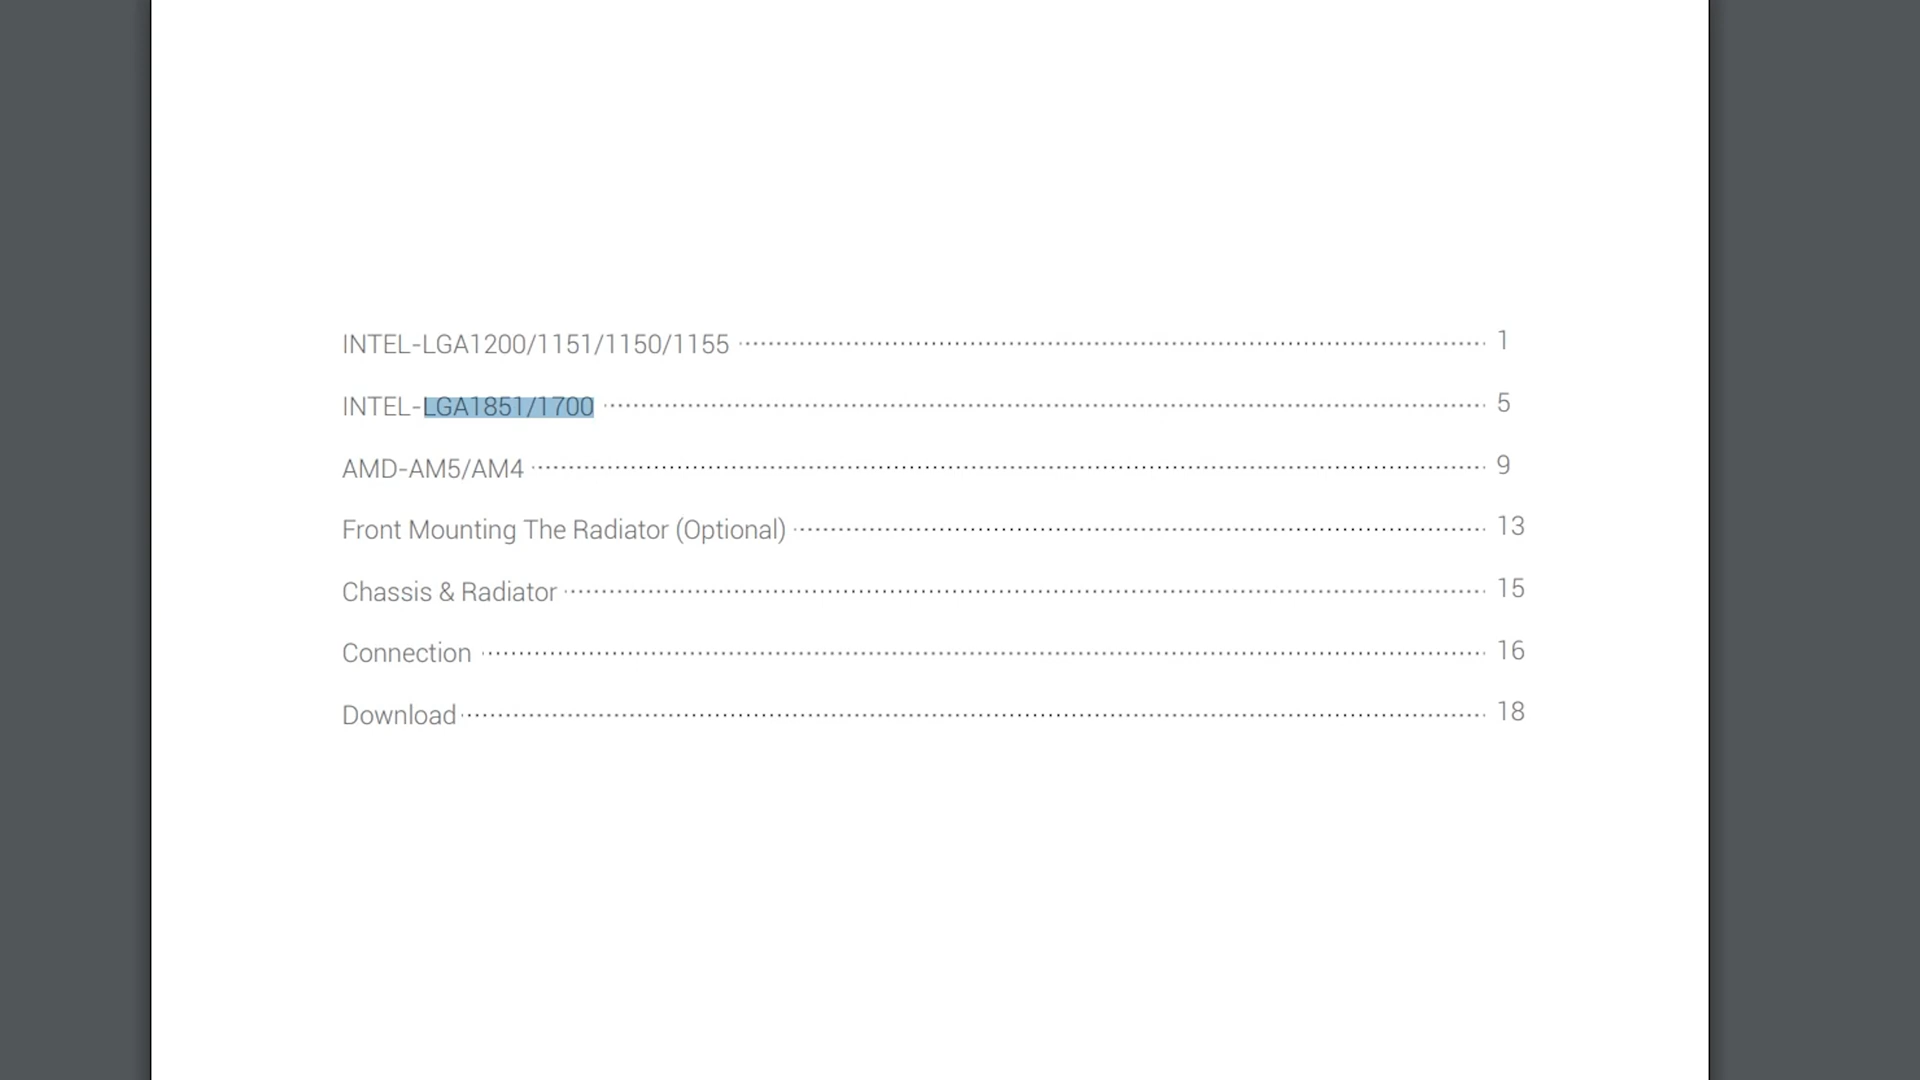 INTEL-LGA1200/1151/1150/1155 1
INTEL-LGA1851/1700 5
AMD-AM5/AM4 9
Front Mounting The Radiator (Optional) 13
Chassis & Radiator 15
Connection 16
Download 18